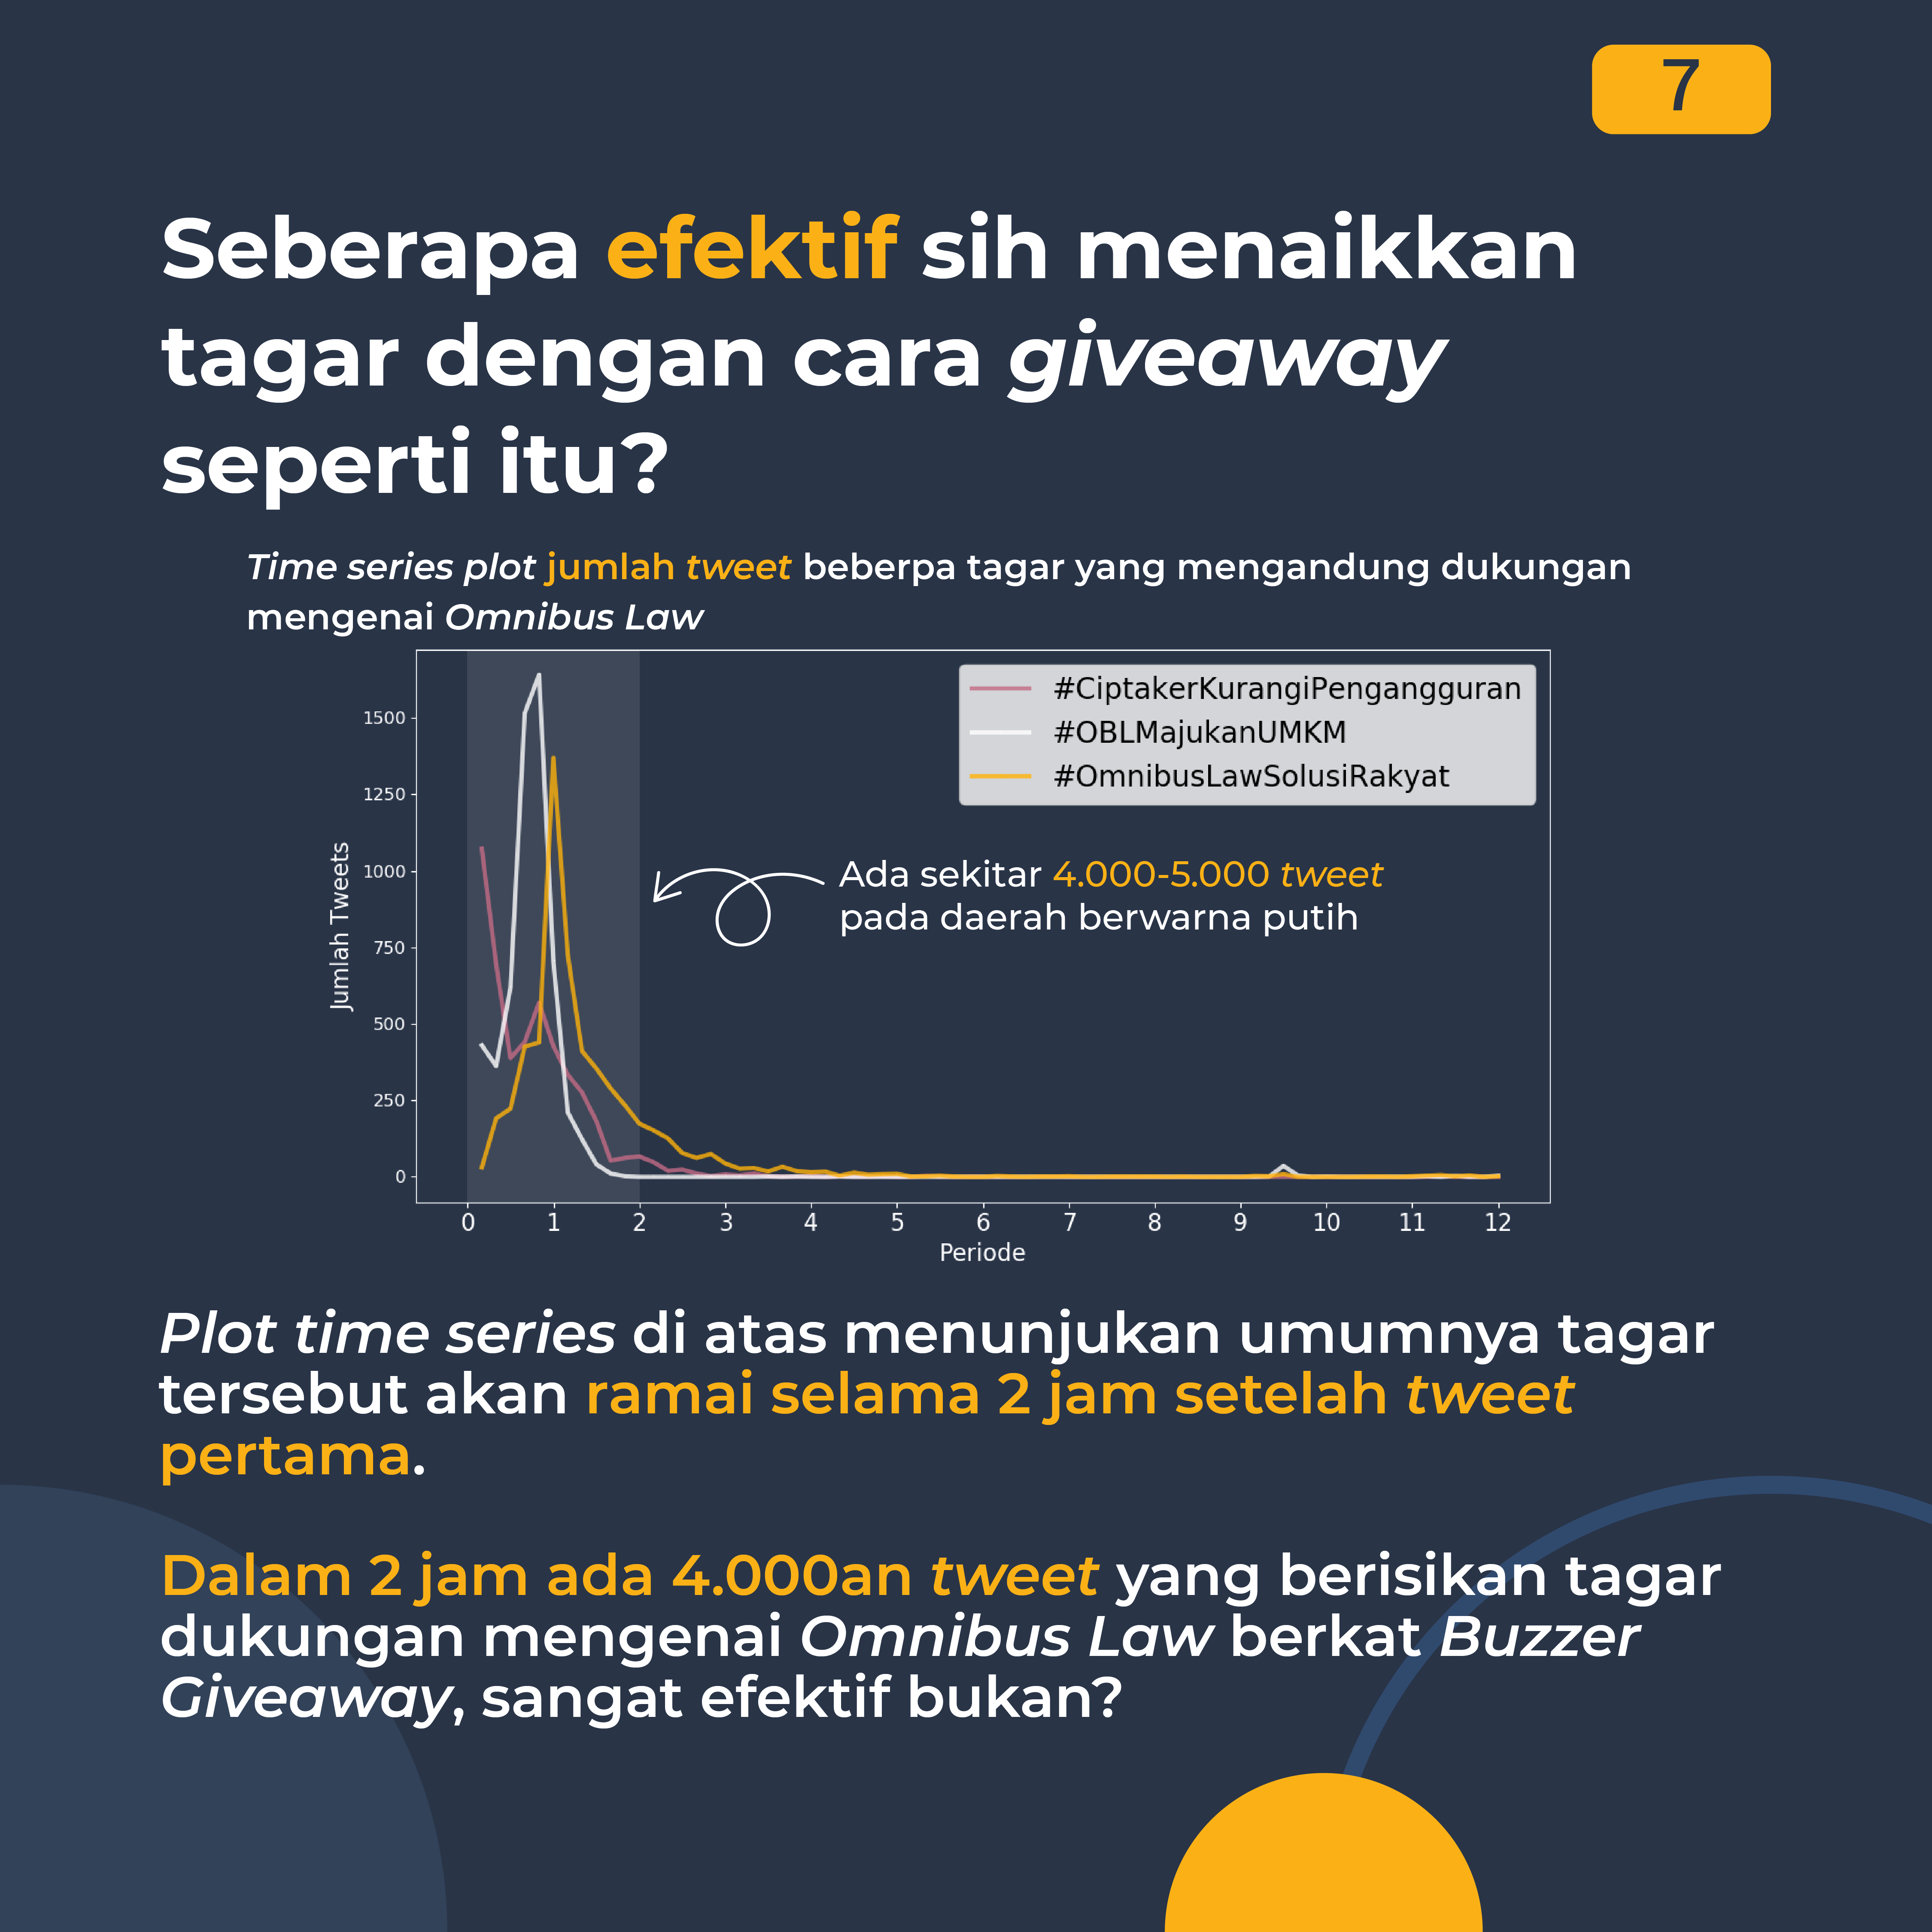 7
Seberapa efektif sih menaikkan
tagar dengan cara giveaway
seperti itu?
Time series plot jumlah tweet beberpa tagar yang mengandung dukungan
mengenai Omnibus Law
#CiptakerKurangiPengangguran
#OBLMajukanUMKM
#OmnibusLawSolusiRakyat
Ada sekitar 4.000-5.000 tweet
pada daerah berwarna putih
Jumlah Tweets
1500
1250
1000
750
500
250
0
0 1 2 3 4 5 6 7 8 9 10 11 12
Periode
Plot time series di atas menunjukan umumnya tagar
tersebut akan ramai selama 2 jam setelah tweet
pertama.
Dalam 2 jam ada 4.000an tweet yang berisikan tagar
dukungan mengenai Omnibus Law berkat Buzzer
Giveaway, sangat efektif bukan?